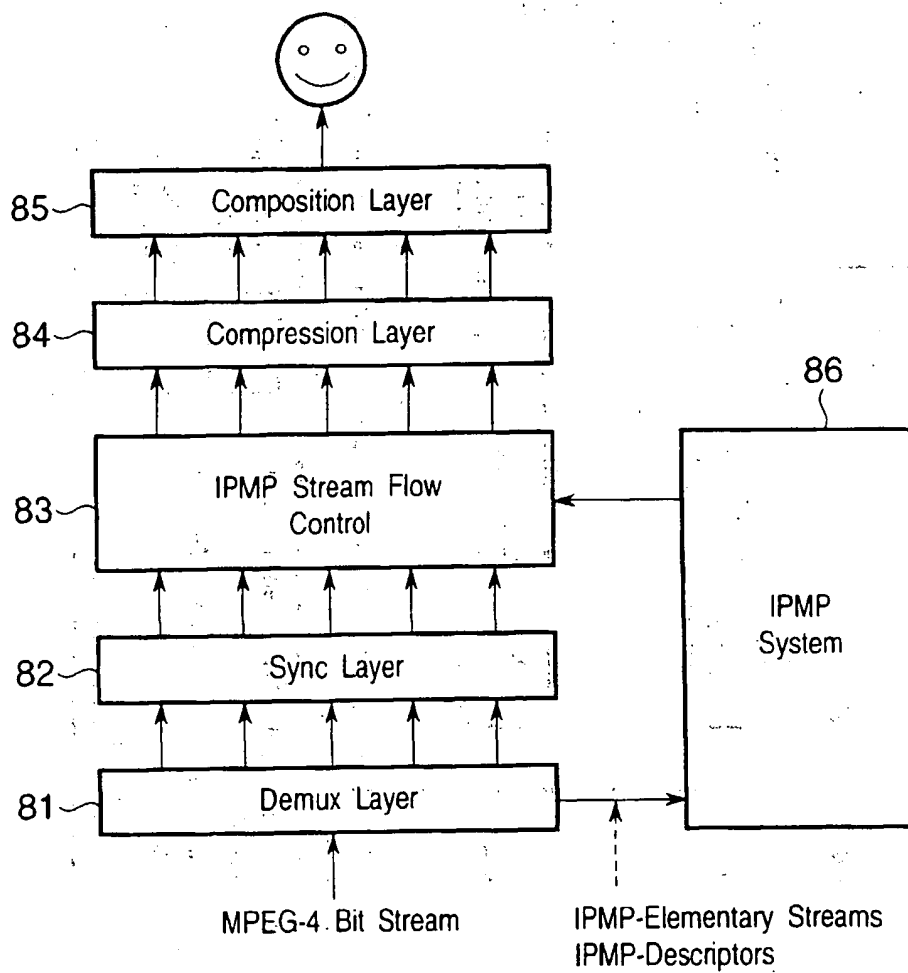 85
Composition Layer
84
Compression Layer
86
83
IPMP Stream Flow
Control
IPMP
System
82
Sync Layer
81
Demux Layer
MPEG-4 Bit Stream
IPMP-Elementary Streams
IPMP-Descriptors